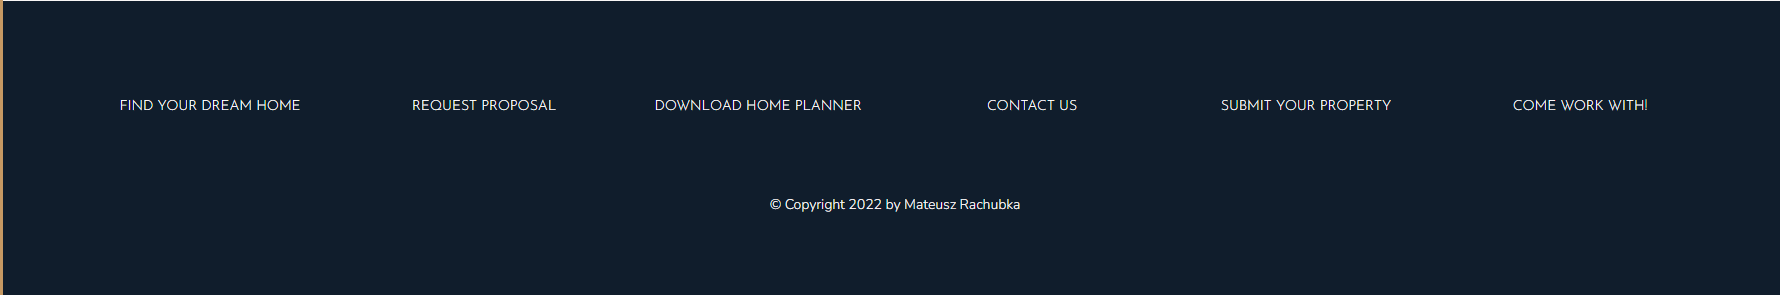 FIND YOUR DREAM HOME REQUEST PROPOSAL DOWNLOAD HOME PLANNER CONTACT US SUBMIT YOUR PROPERTY COME WORK WITH!
© Copyright 2022 by Mateusz Rachubka